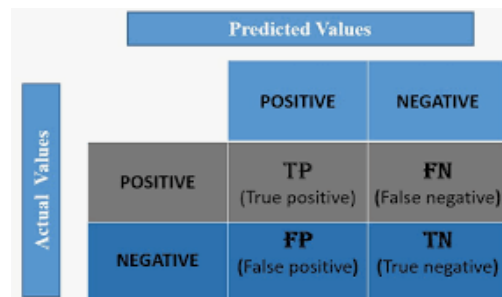 Predicted Values
Actual Values
POSITIVE NEGATIVE
POSITIVE TP FN
(True positive) (False negative)
NEGATIVE FP TN
(False positive) (True negative)